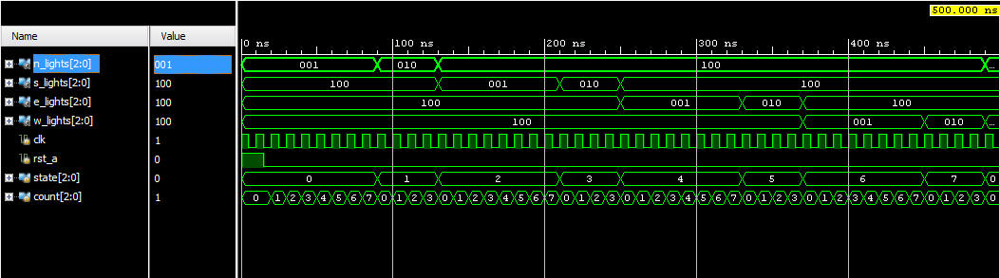 500.000 ns
Name Value 0 ns 100 ns 200 ns 300 ns 400 ns
n_lights[2:0] 001 001 010 100 ...
s_lights[2:0] 100 100 001 010 100
e_lights[2:0] 100 100 001 010 100
w_lights[2:0] 100 100 001 010 ...
clk 1
rst_a 0
state[2:0] 0 0 1 2 3 4 5 6 7 0
count[2:0] 1 0 1 2 3 4 5 6 7 0 1 2 3 0 1 2 3 4 5 6 7 0 1 2 3 0 1 2 3 4 5 6 7 0 1 2 3 0 1 2 3 4 5 6 7 0 1 2 3 0